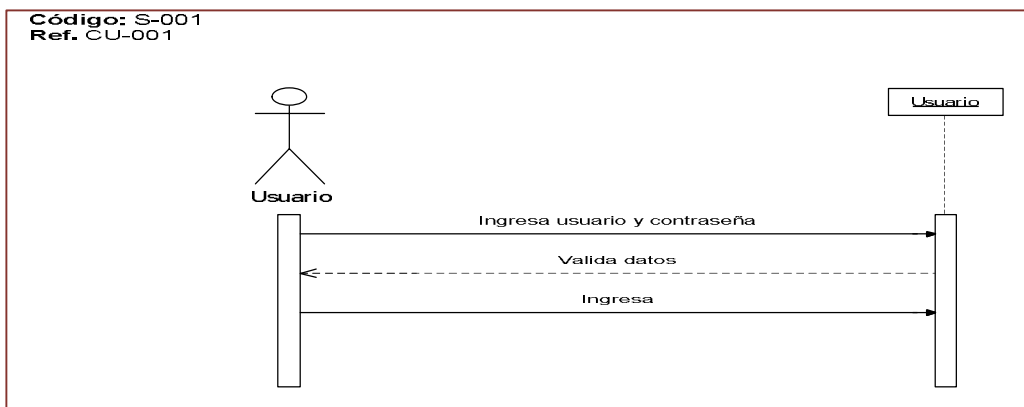 Código: S-001
Ref. CU-001
Usuario
Usuario
Ingresa usuario y contraseña
Valida datos
Ingresa